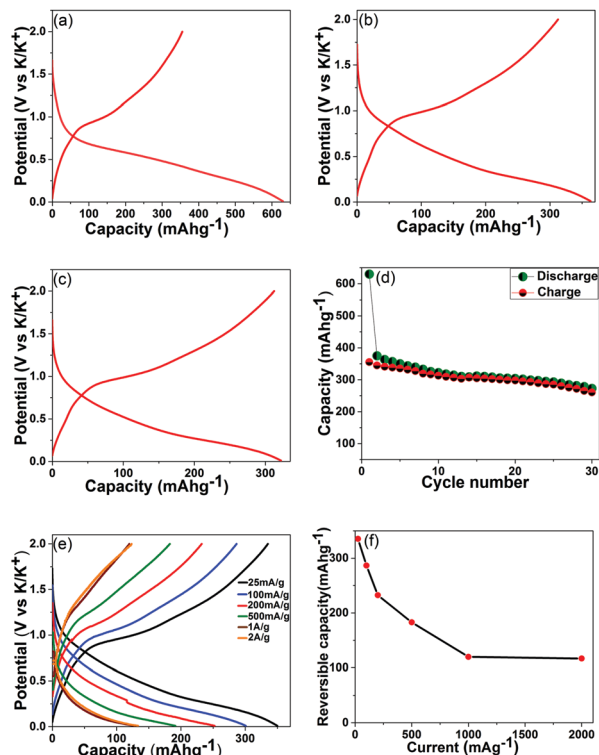 (a)
Potential (V vs K/K+)
2.0
1.5
1.0
0.5
0.0
0 100 200 300 400 500 600
Capacity (mAhg-1)
(b)
Potential (V vs K/K+)
2.0
1.5
1.0
0.5
0.0
0 100 200 300
Capacity (mAhg-1)
(c)
Potential (V vs K/K+)
2.0
1.5
1.0
0.5
0.0
0 100 200 300
Capacity (mAhg-1)
(d)
Discharge
Charge
Capacity (mAhg-1)
600
500
400
300
200
100
0 10 20 30
Cycle number
(e)
Potential (V vs K/K+)
2.0
1.5
1.0
0.5
0.0
25mA/g
100mA/g
200mA/g
500mA/g
1A/g
2A/g
0 50 100 150 200 250 300 350
Capacity (mAhg-1)
(f)
Reversible capacity(mAhg-1)
300
200
100
0
0 500 1000 1500 2000
Current (mAg-1)